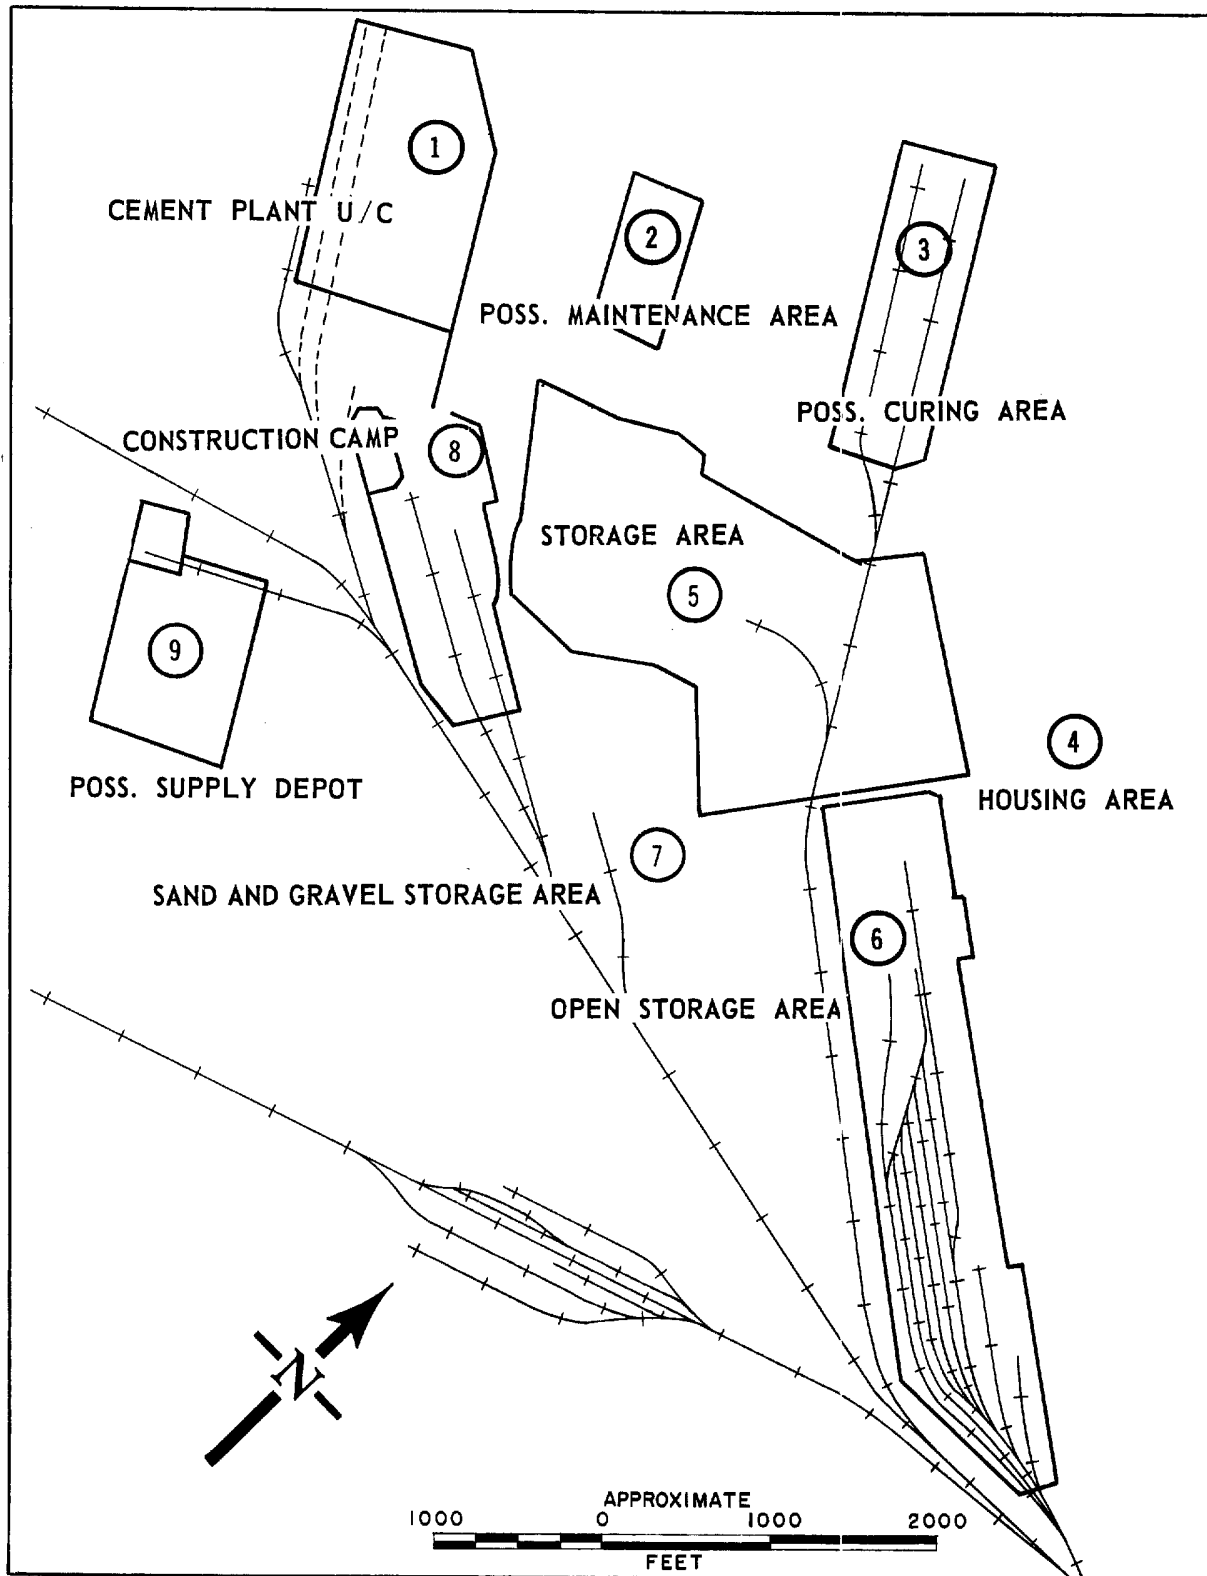 1
CEMENT PLANT U/C
2
3
POSS. MAINTENANCE AREA
POSS. CURING AREA
CONSTRUCTION CAMP
8
STORAGE AREA
5
9
4
POSS. SUPPLY DEPOT
HOUSING AREA
7
SAND AND GRAVEL STORAGE AREA
6
OPEN STORAGE AREA
N
APPROXIMATE
1000 0 1000 2000
FEET